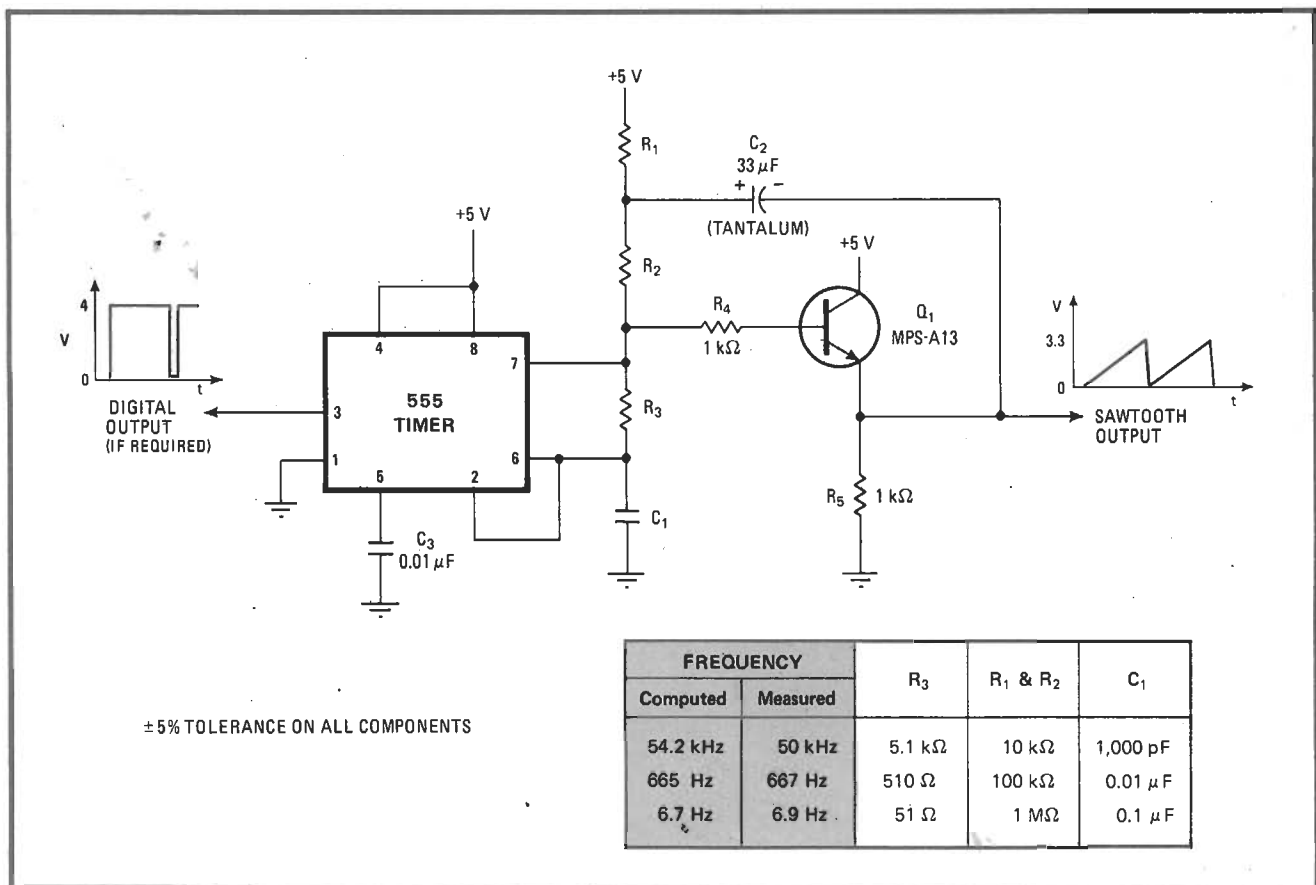 +5 V
R1
C2
33 µF
+ −
(TANTALUM)
+5 V
R2
+5 V
R4
1 kΩ
Q1
MPS-A13
4
V
0
t
DIGITAL
OUTPUT
(IF REQUIRED)
4 8
7
555
TIMER
3
1
5 2
6
R3
C1
C3
0.01 µF
R5 1 kΩ
V
3.3
0
t
SAWTOOTH
OUTPUT
±5% TOLERANCE ON ALL COMPONENTS
FREQUENCY R3 R1 & R2 C1
Computed Measured
54.2 kHz 50 kHz 5.1 kΩ 10 kΩ 1,000 pF
665 Hz 667 Hz 510 Ω 100 kΩ 0.01 µF
6.7 Hz 6.9 Hz 51 Ω 1 MΩ 0.1 µF